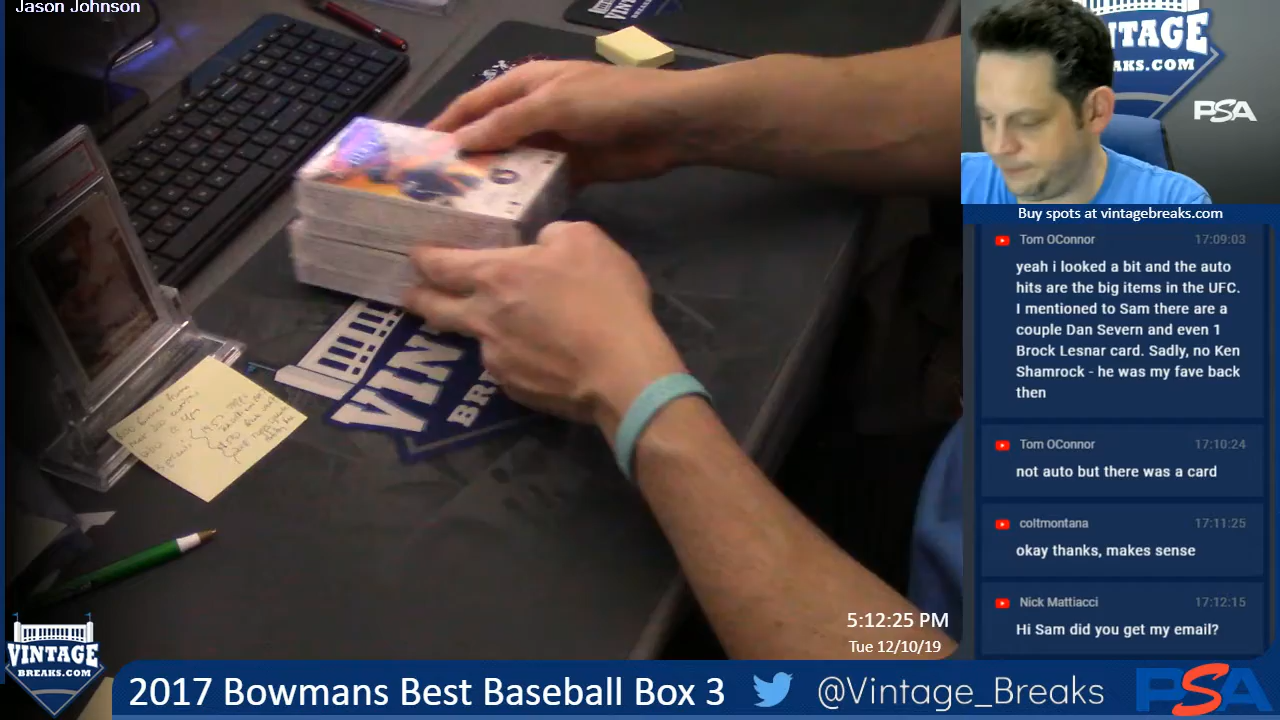 Jason Johnson
VIN
BRE
VINTAGE
BREAKS.COM
NTAGE
AKS.COM
PSA
Buy spots at vintagebreaks.com
Tom OConnor 17:09:03
yeah i looked a bit and the auto
hits are the big items in the UFC.
I mentioned to Sam there are a
couple Dan Severn and even 1
Brock Lesnar card. Sadly, no Ken
Shamrock - he was my fave back
then
Tom OConnor 17:10:24
not auto but there was a card
coltmontana 17:11:25
okay thanks, makes sense
Nick Mattiacci 17:12:15
Hi Sam did you get my email?
5:12:25 PM
Tue 12/10/19
2017 Bowmans Best Baseball Box 3
@Vintage_Breaks
PSA